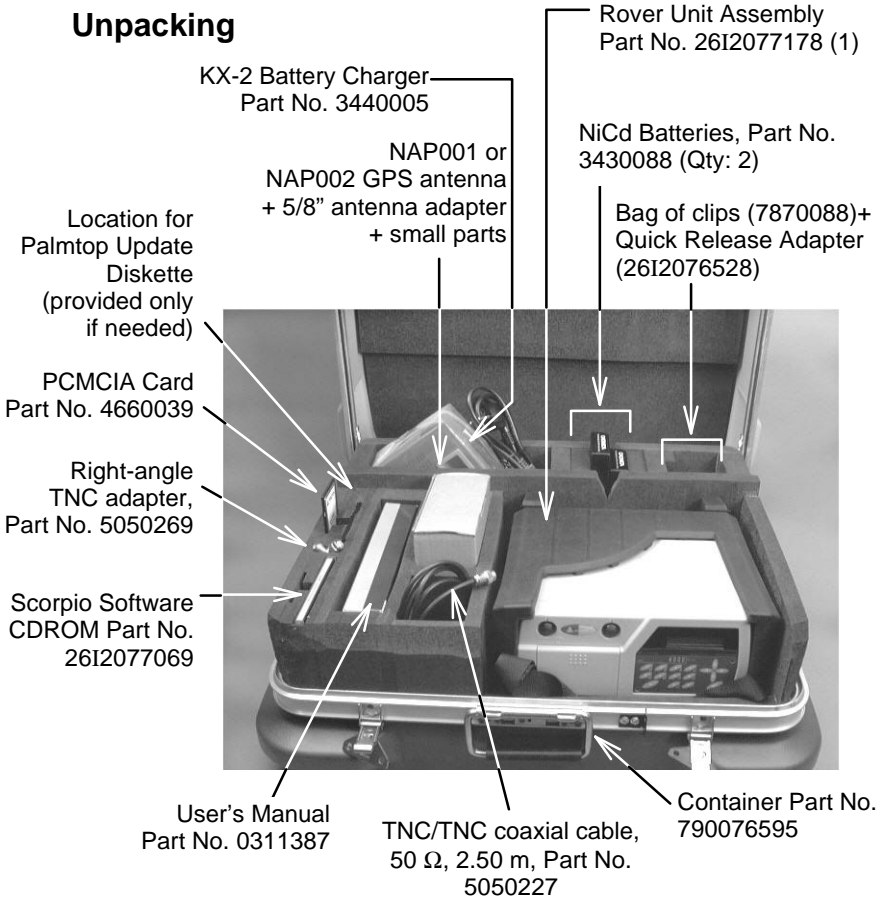 Unpacking
Rover Unit Assembly
Part No. 26I2077178 (1)
KX-2 Battery Charger
Part No. 3440005
NiCd Batteries, Part No.
3430088 (Qty: 2)
NAP001 or
NAP002 GPS antenna
+ 5/8” antenna adapter
+ small parts
Bag of clips (7870088)+
Quick Release Adapter
(26I2076528)
Location for
Palmtop Update
Diskette
(provided only
if needed)
PCMCIA Card
Part No. 4660039
Right-angle
TNC adapter,
Part No. 5050269
Scorpio Software
CDROM Part No.
26I2077069
User’s Manual
Part No. 0311387
TNC/TNC coaxial cable,
50 Ω, 2.50 m, Part No.
5050227
Container Part No.
790076595